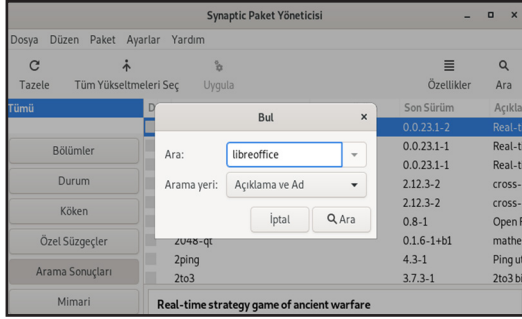 Synaptic Paket Yöneticisi
Dosya Düzen Paket Ayarlar Yardım
Tazele Tüm Yükseltmeleri Seç Uygula Özellikler Ara
Tümü
Son Sürüm
0.0.23.1-2 Real-t
0.0.23.1-1 Real-t
0.0.23.1-1 Real-t
2.12.3-2 cross-
2.12.3-2 cross-
0.8-1 Open
2048-qt 0.1.6-1+b1 mathe
2ping 4.3-1 Ping ut
2to3 3.7.3-1 2to3 bi
Real-time strategy game of ancient warfare
Bölümler
Durum
Köken
Özel Süzgeçler
Arama Sonuçları
Mimari
Bul
Ara: libreoffice
Arama yeri: Açıklama ve Ad
İptal Ara